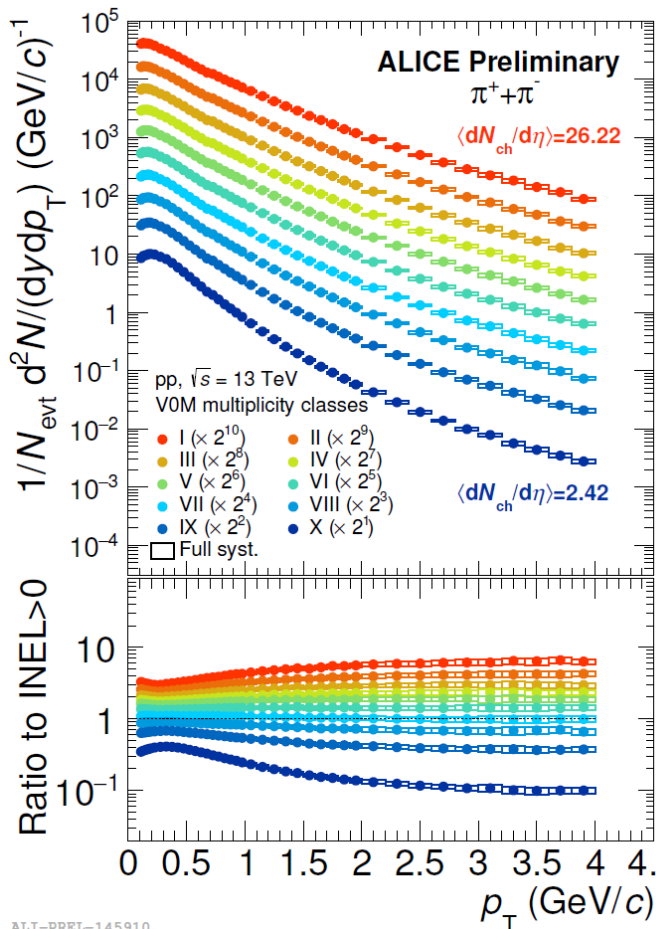 ALICE Preliminary
π⁺+π⁻
⟨dN_ch/dη⟩=26.22
1/N_evt d²N/(dydp_T) (GeV/c)⁻¹
10⁵
10⁴
10³
10²
10
1
10⁻¹
10⁻²
10⁻³
10⁻⁴
pp, √s = 13 TeV
V0M multiplicity classes
I (× 2¹⁰) II (× 2⁹)
III (× 2⁸) IV (× 2⁷)
V (× 2⁶) VI (× 2⁵)
VII (× 2⁴) VIII (× 2³)
IX (× 2²) X (× 2¹)
Full syst.
⟨dN_ch/dη⟩=2.42
Ratio to INEL>0
10
1
10⁻¹
0 0.5 1 1.5 2 2.5 3 3.5 4 4.
p_T (GeV/c)
ALI-PREL-145910